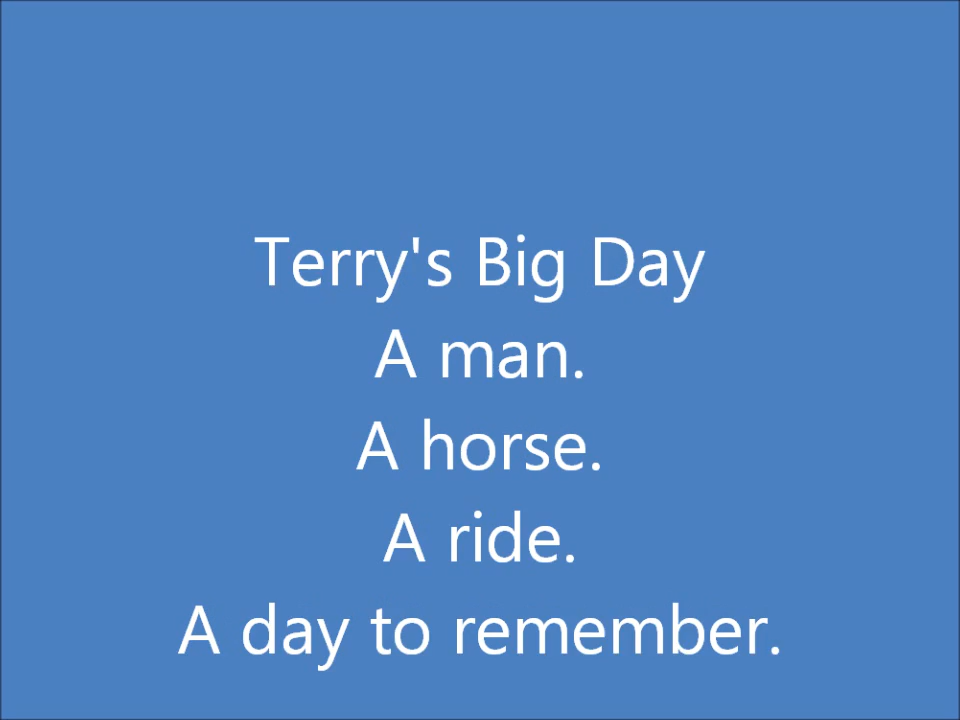 Terry's Big Day
A man.
A horse.
A ride.
A day to remember.